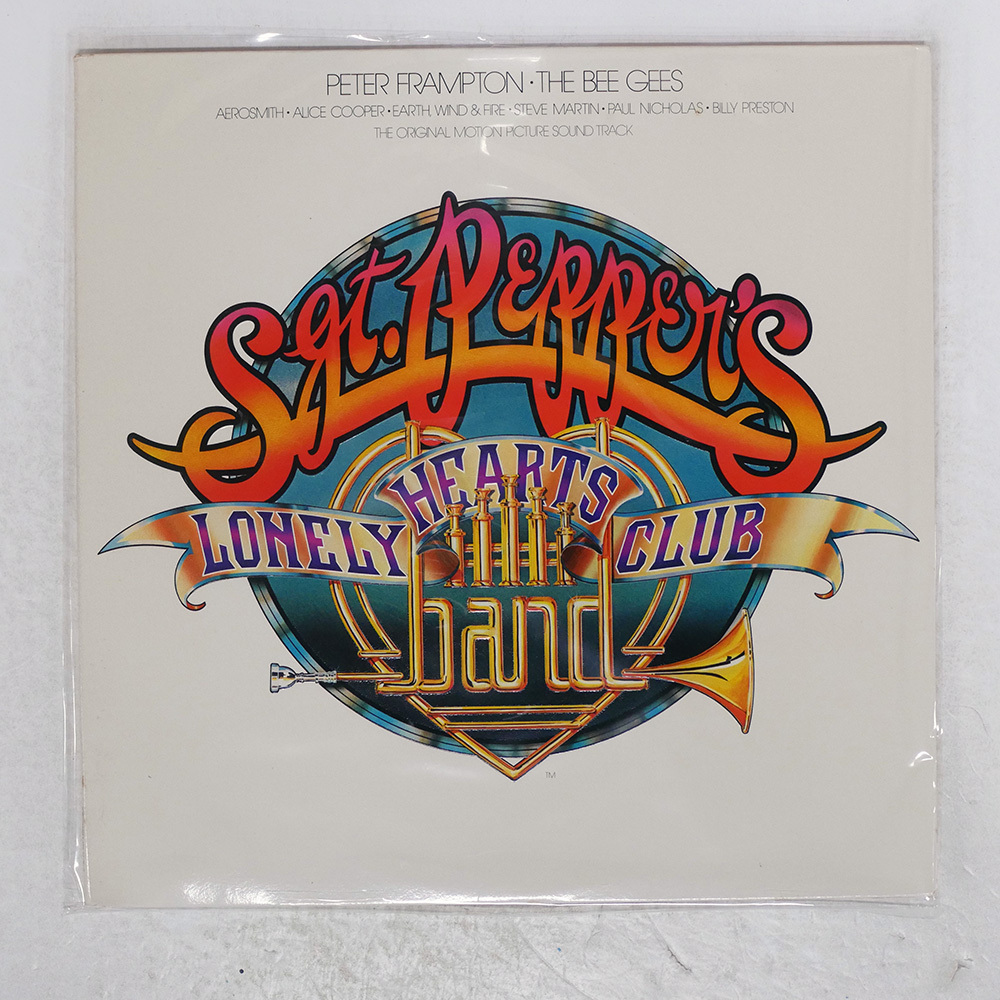 PETER FRAMPTON • THE BEE GEES
AEROSMITH • ALICE COOPER • EARTH, WIND & FIRE • STEVE MARTIN • PAUL NICHOLAS • BILLY PRESTON
THE ORIGINAL MOTION PICTURE SOUND TRACK
Sgt. Pepper's
LONELY HEARTS CLUB
band
TM